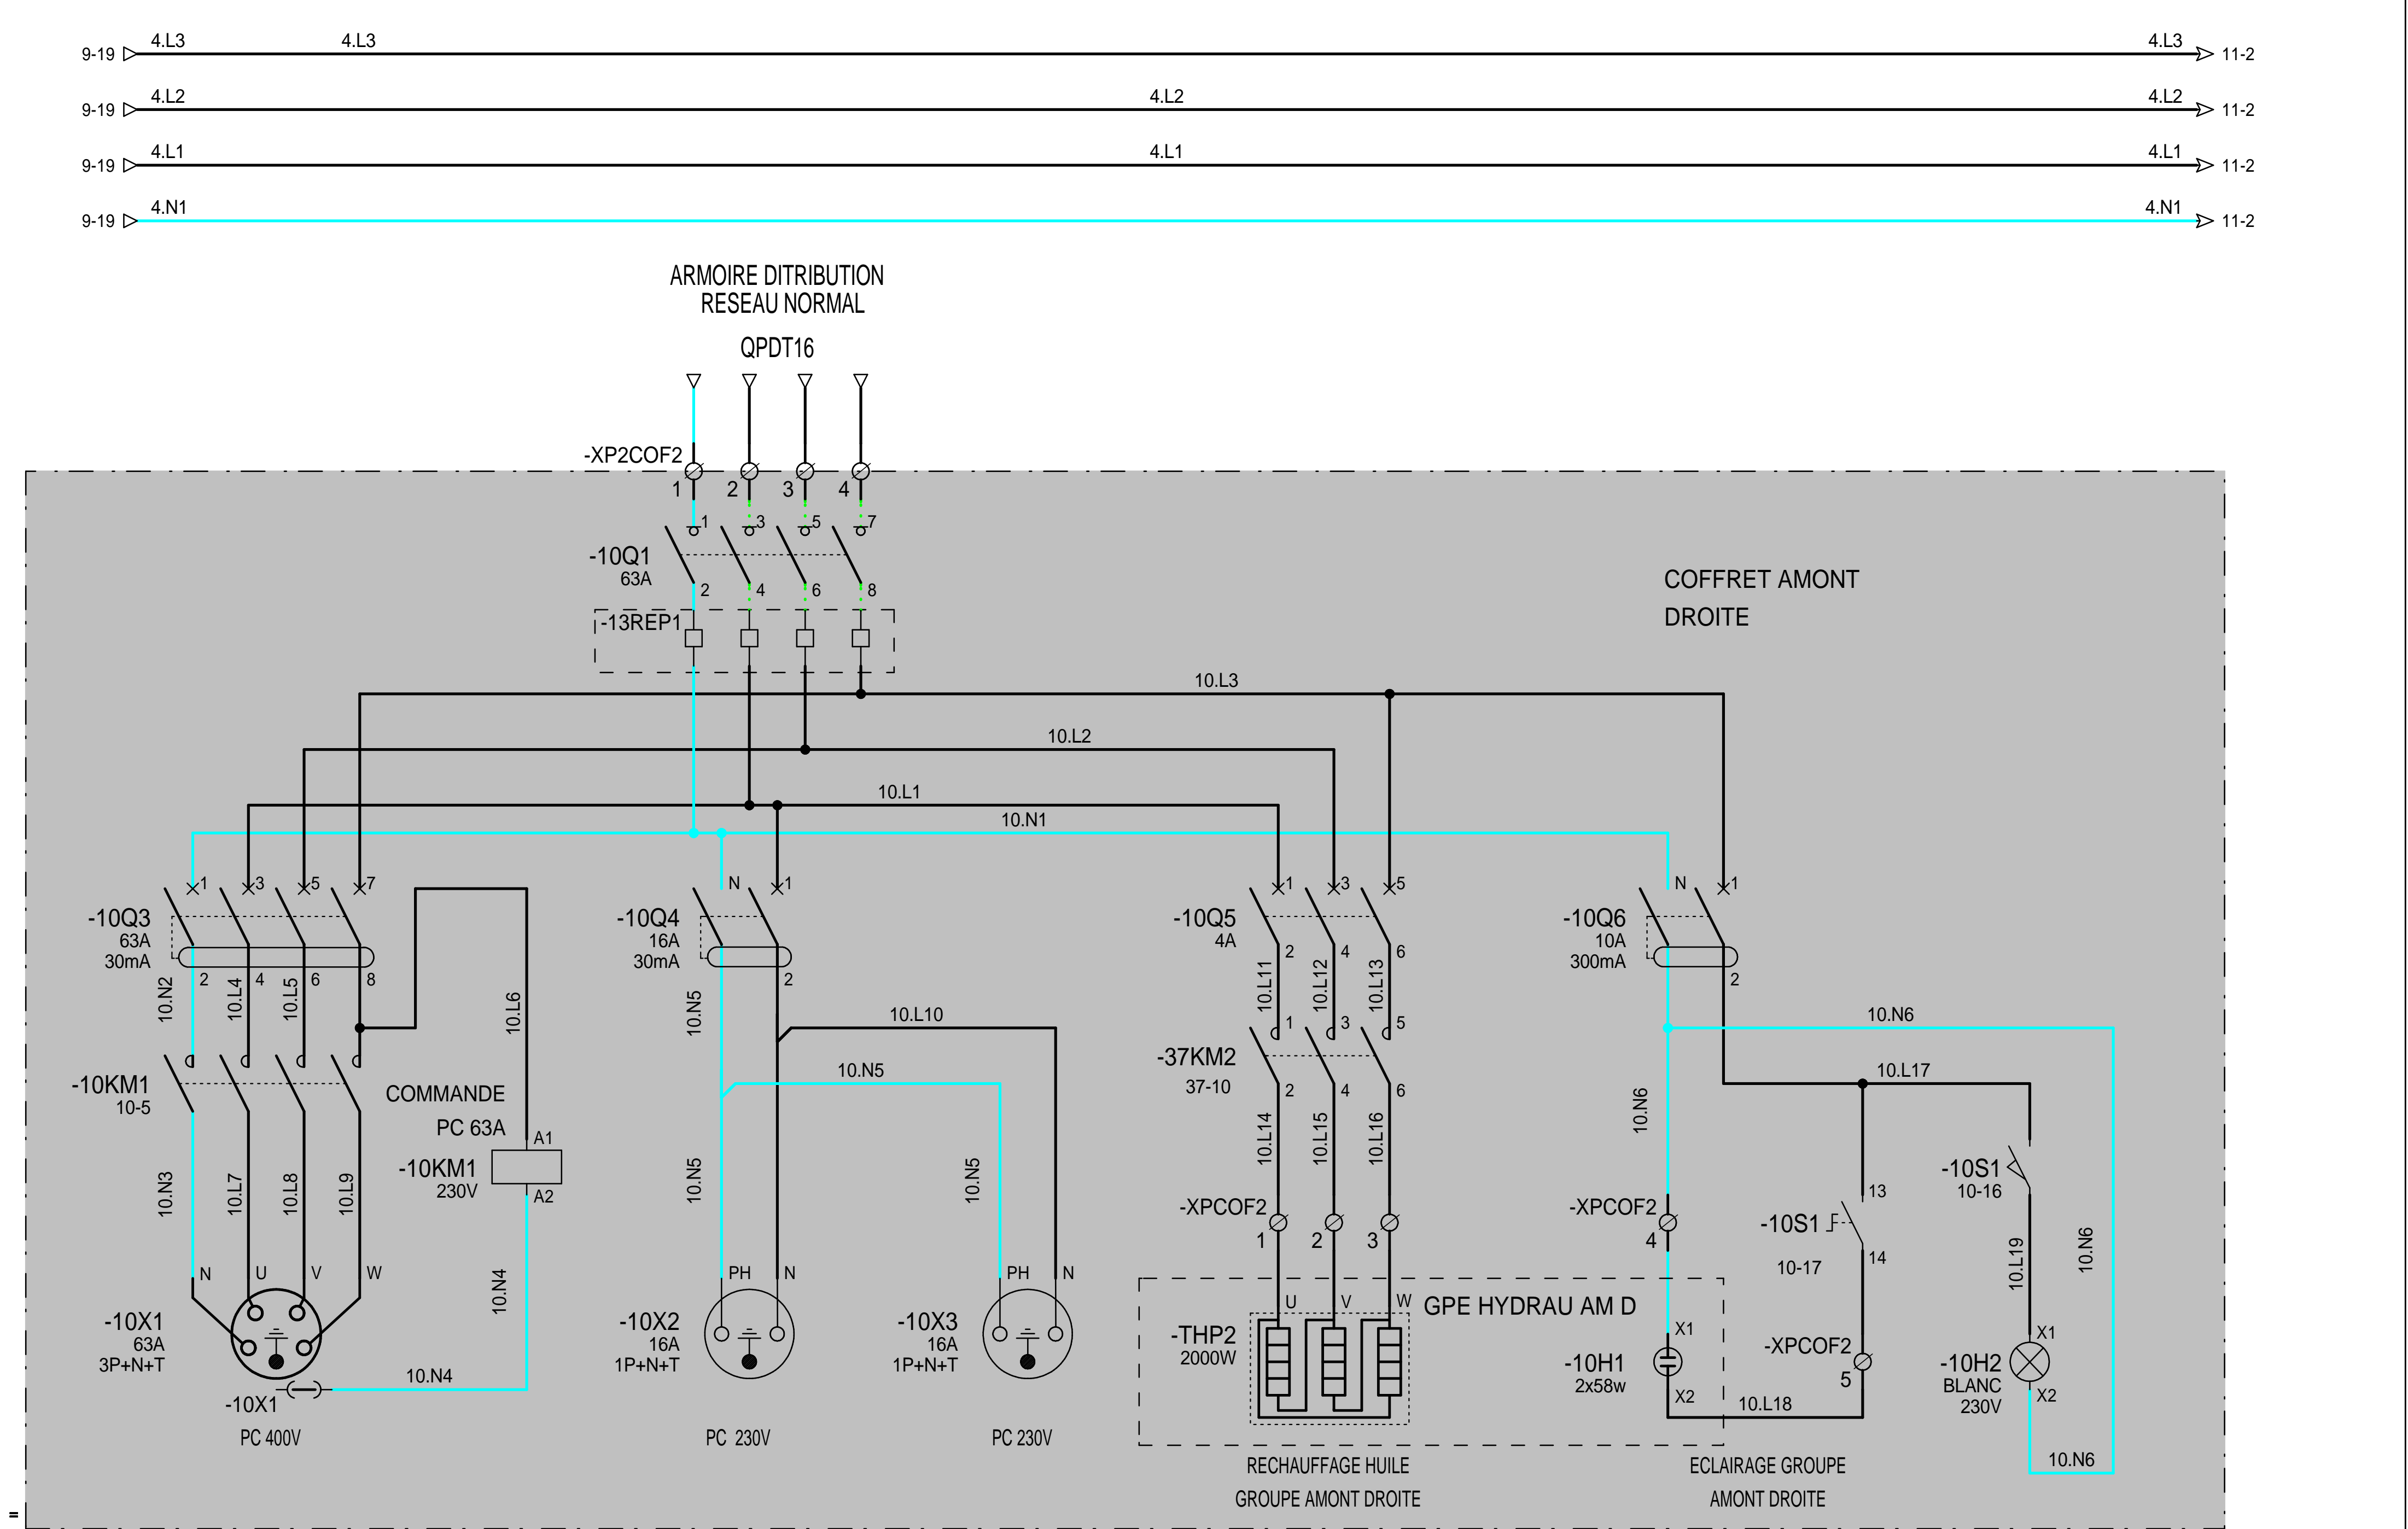 4.L3 4.L3 4.L3
9-19 11-2
4.L2 4.L2 4.L2
9-19 11-2
4.L1 4.L1 4.L1
9-19 11-2
4.N1 4.N1
9-19 11-2
ARMOIRE DITRIBUTION
RESEAU NORMAL
QPDT16
-XP2COF2
1 2 3 4
1 3 5 7
-10Q1
63A
2 4 6 8
COFFRET AMONT
DROITE
-13REP1
10.L3
10.L2
10.L1
10.N1
1 3 5 7
-10Q3
63A
30mA
2 4 6 8
N 1
-10Q4
16A
30mA
2
1 3 5
-10Q5
4A
2 4 6
N 1
-10Q6
10A
300mA
2
10.N2
10.L4
10.L5
10.L6
10.N5
10.L10
10.N5
10.L11
10.L12
10.L13
10.N6
10.L17
-10KM1
10-5
COMMANDE
PC 63A
A1
-10KM1
230V
A2
1 3 5
-37KM2
37-10
2 4 6
10.N3
10.L7
10.L8
10.L9
10.N4
10.N5
10.N5
10.L14
10.L15
10.L16
10.N6
-XPCOF2
1 2 3
-XPCOF2
4
13
-10S1
10-17
14
-10S1
10-16
10.L19
10.N6
N U V W
-10X1
63A
3P+N+T
-10X1
10.N4
PC 400V
PH N
-10X2
16A
1P+N+T
PC 230V
PH N
-10X3
16A
1P+N+T
PC 230V
U V W
GPE HYDRAU AM D
-THP2
2000W
X1
-10H1
2x58w
X2
10.L18
-XPCOF2
5
X1
-10H2
BLANC
230V
X2
10.N6
RECHAUFFAGE HUILE
GROUPE AMONT DROITE
ECLAIRAGE GROUPE
AMONT DROITE
=